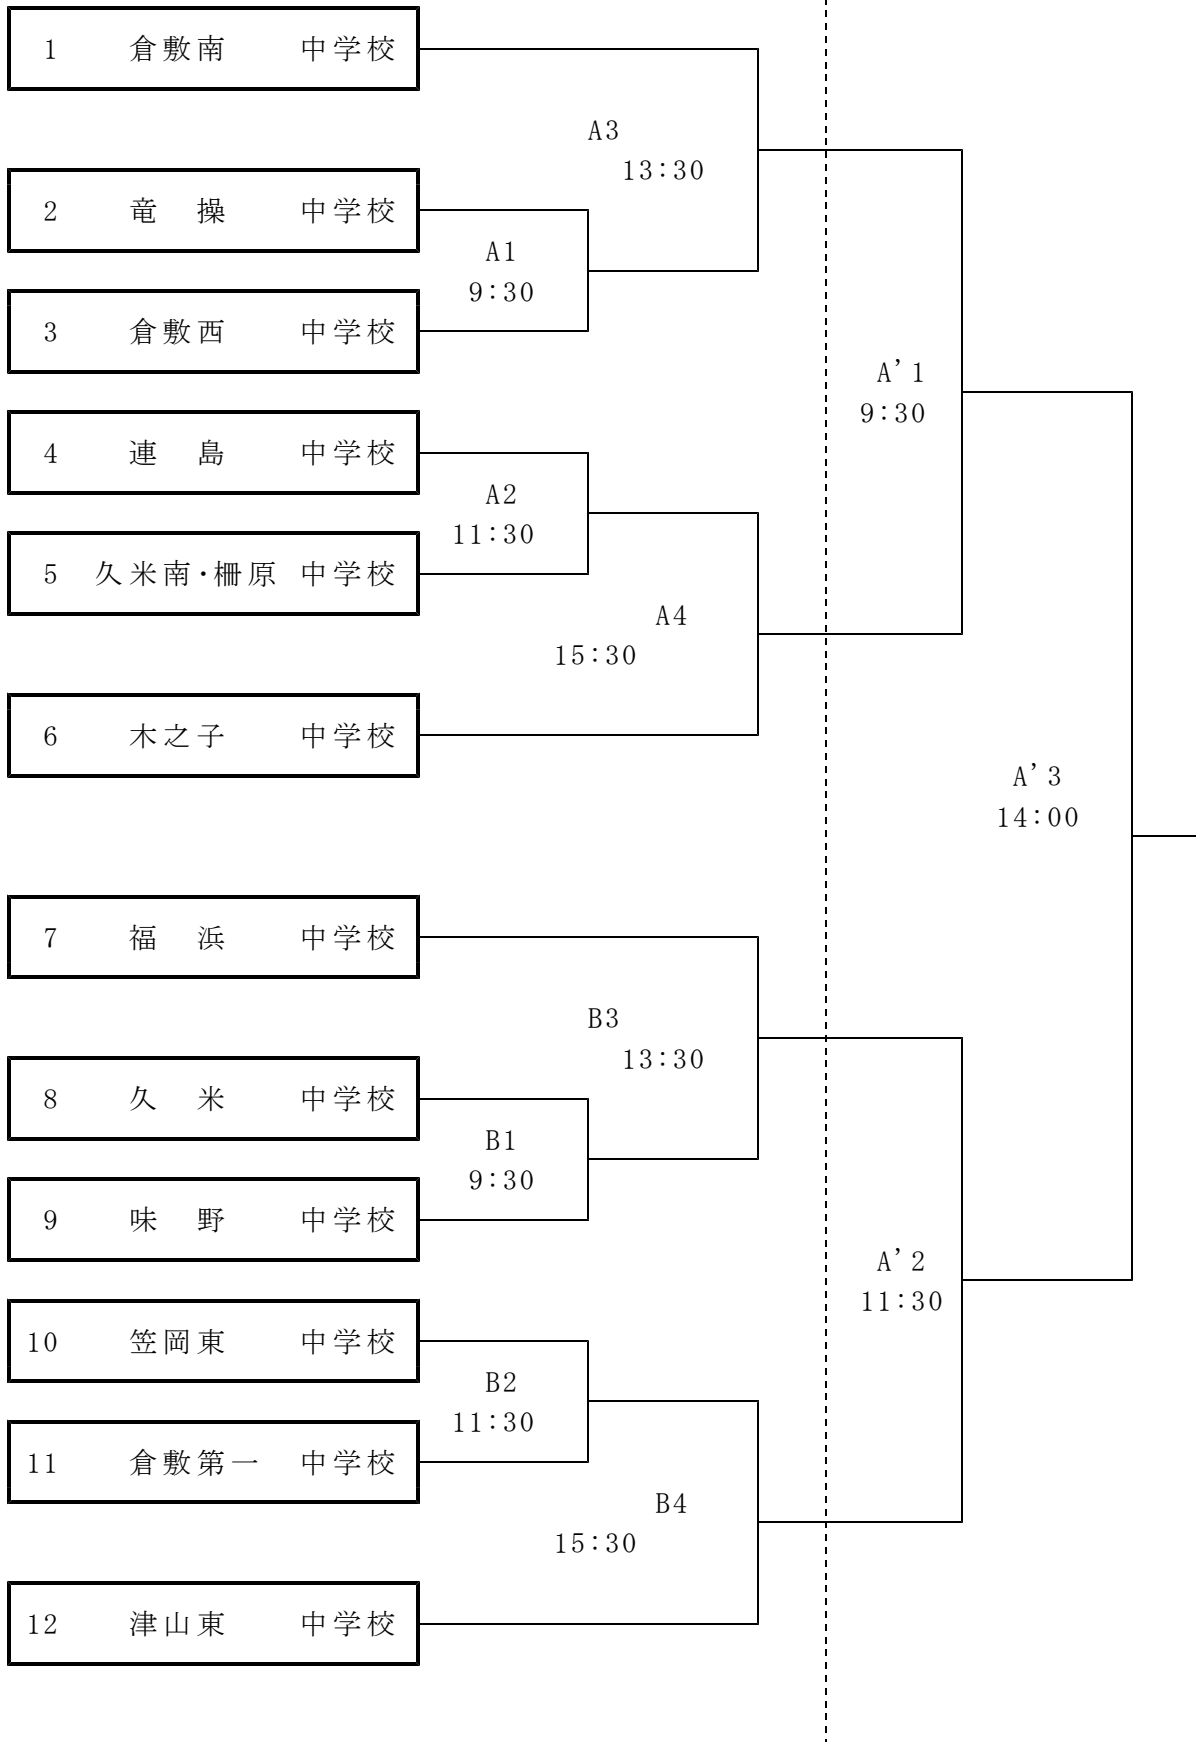 1 倉敷南 中学校
A3
13:30
2 竜 操 中学校
A1
9:30
3 倉敷西 中学校
A'1
9:30
4 連 島 中学校
A2
11:30
5 久米南・柵原 中学校
A4
15:30
6 木之子 中学校
A'3
14:00
7 福 浜 中学校
B3
13:30
8 久 米 中学校
B1
9:30
9 味 野 中学校
A'2
11:30
10 笠岡東 中学校
B2
11:30
11 倉敷第一 中学校
B4
15:30
12 津山東 中学校